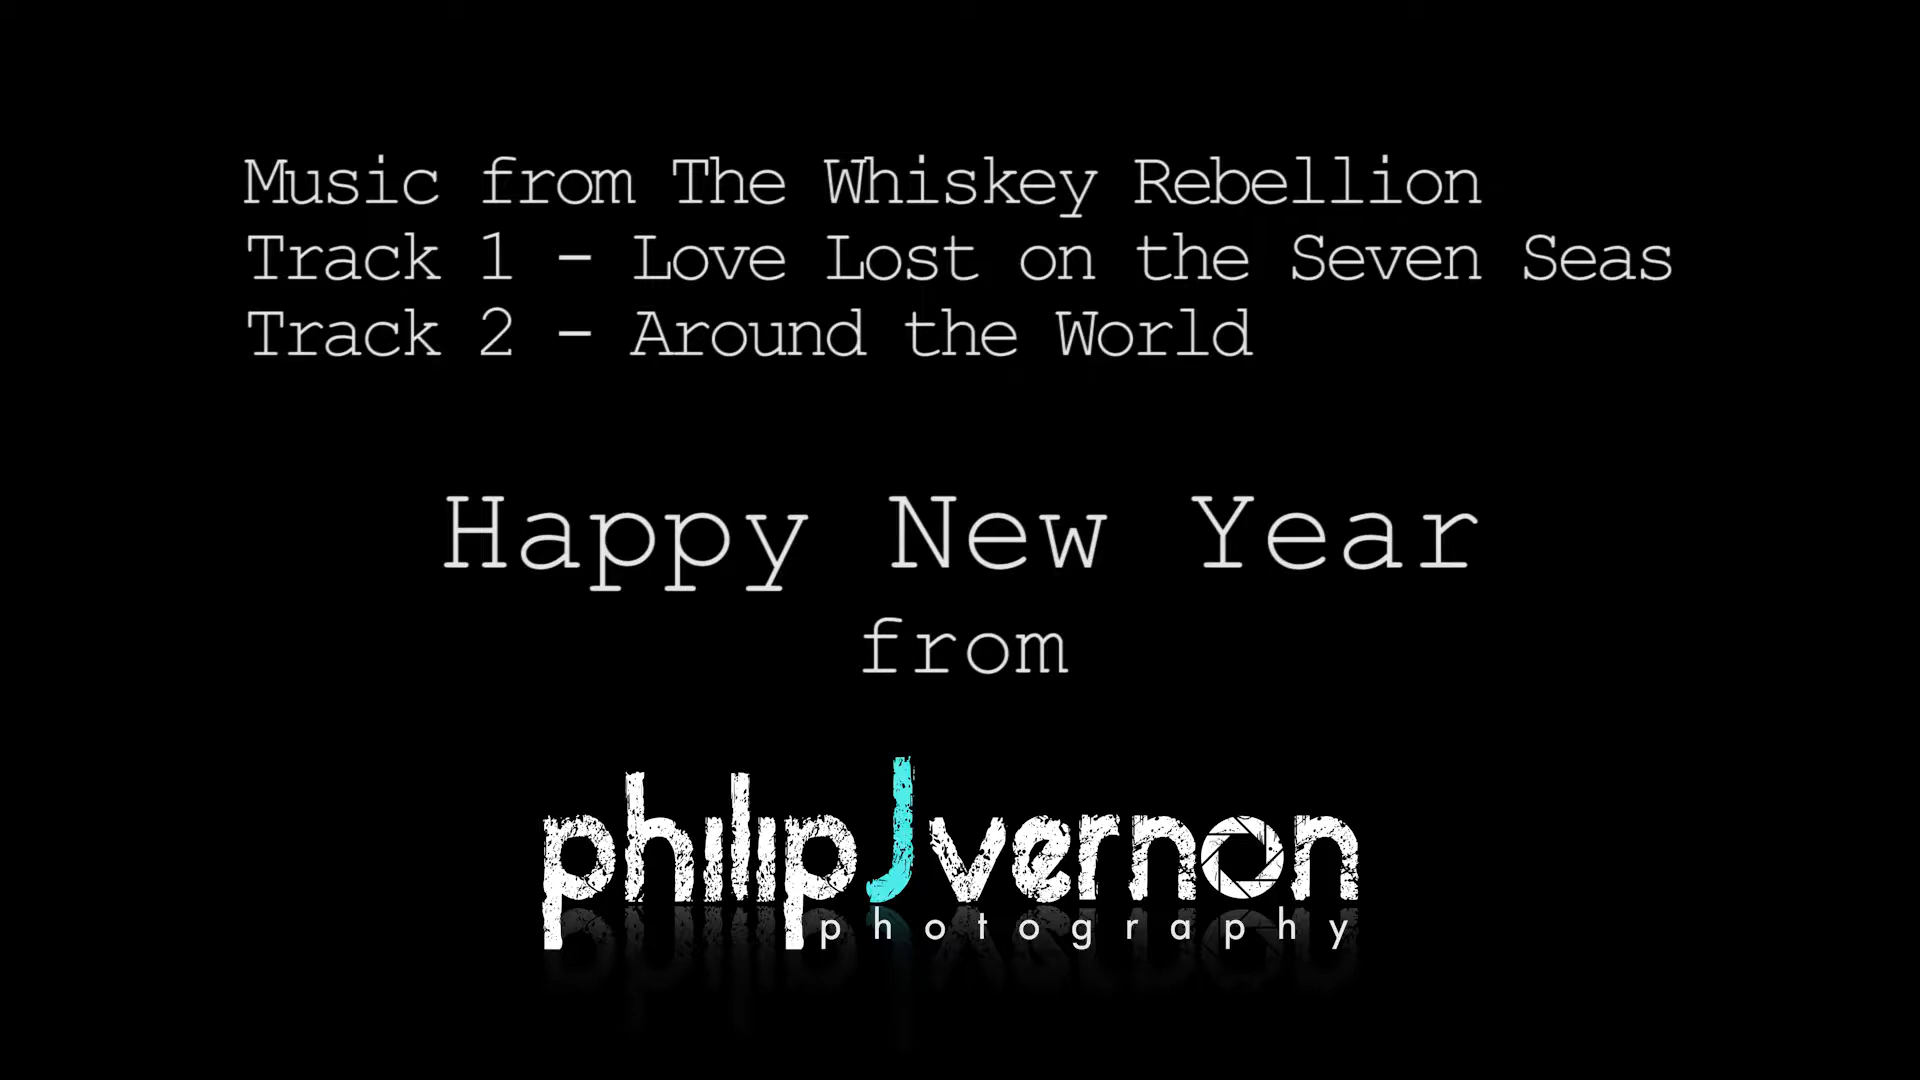 Music from The Whiskey Rebellion
Track 1 - Love Lost on the Seven Seas
Track 2 - Around the World
Happy New Year
from
philipJvernon
photography